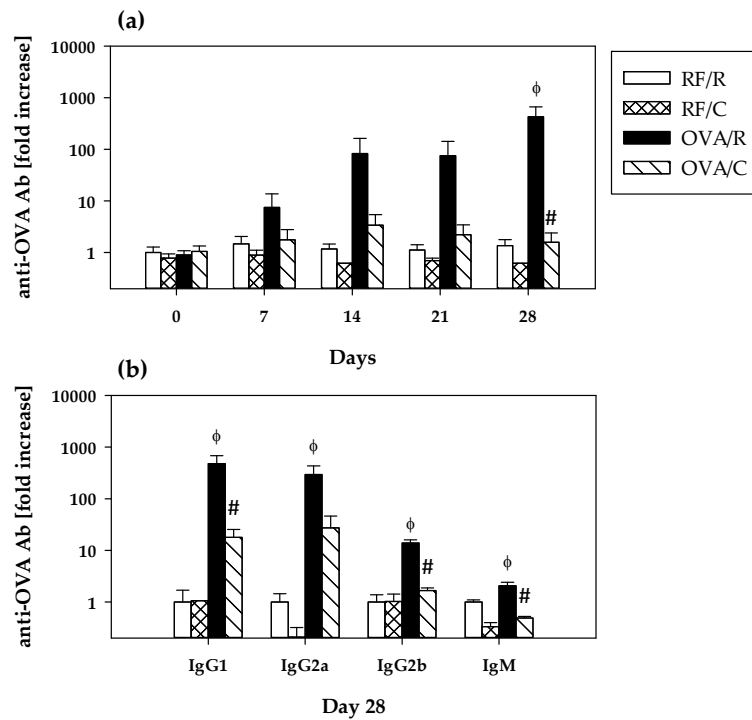 (a)
anti-OVA Ab [fold increase]
10000
1000
100
10
1
ϕ
#
0 7 14 21 28
Days
RF/R
RF/C
OVA/R
OVA/C
(b)
anti-OVA Ab [fold increase]
10000
1000
100
10
1
ϕ ϕ ϕ ϕ
# # #
IgG1 IgG2a IgG2b IgM
Day 28